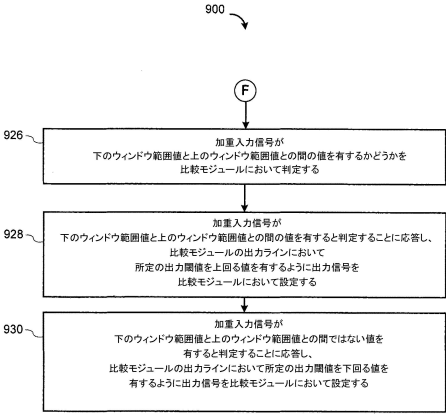 900
F
926
加重入力信号が
下のウィンドウ範囲値と上のウィンドウ範囲値との間の値を有するかどうかを
比較モジュールにおいて判定する
928
加重入力信号が
下のウィンドウ範囲値と上のウィンドウ範囲値との間の値を有すると判定することに応答し、
比較モジュールの出力ラインにおいて
所定の出力閾値を上回る値を有するように出力信号を
比較モジュールにおいて設定する
930
加重入力信号が
下のウィンドウ範囲値と上のウィンドウ範囲値との間ではない値を
有すると判定することに応答し、
比較モジュールの出力ラインにおいて所定の出力閾値を下回る値を
有するように出力信号を比較モジュールにおいて設定する